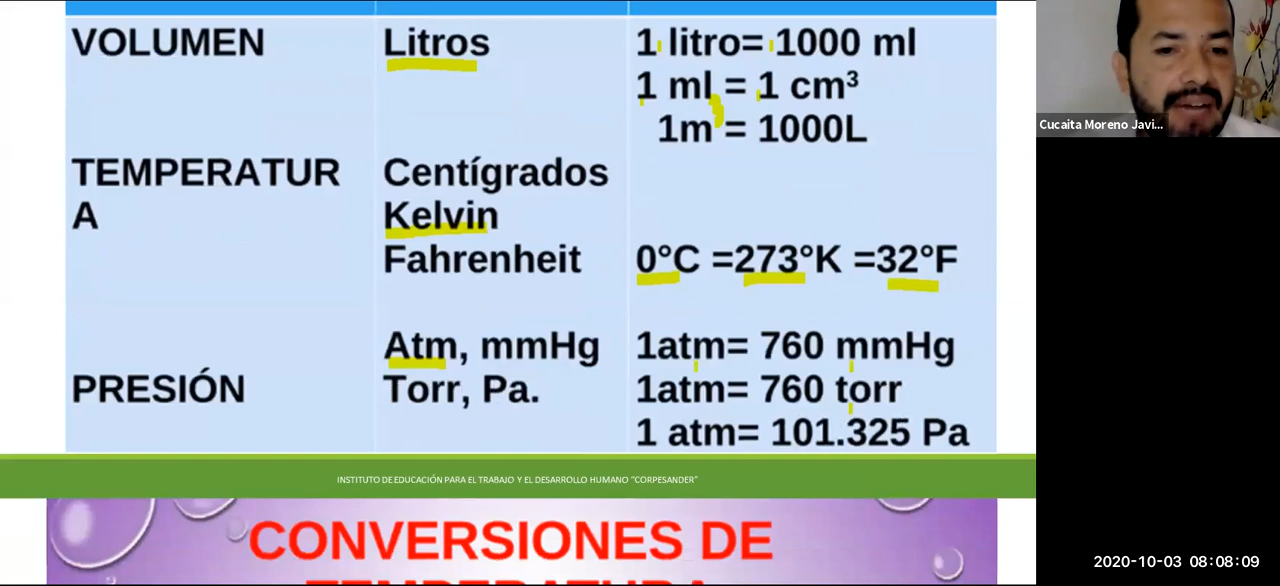 VOLUMEN Litros 1 litro= 1000 ml
1 ml = 1 cm³
1m = 1000L
TEMPERATUR Centígrados
A Kelvin
Fahrenheit 0°C =273°K =32°F
Atm, mmHg 1atm= 760 mmHg
PRESIÓN Torr, Pa. 1atm= 760 torr
1 atm= 101.325 Pa
INSTITUTO DE EDUCACIÓN PARA EL TRABAJO Y EL DESARROLLO HUMANO "CORPESANDER"
CONVERSIONES DE
TEMPERATURA
Cucaita Moreno Javi...
2020-10-03 08:08:09